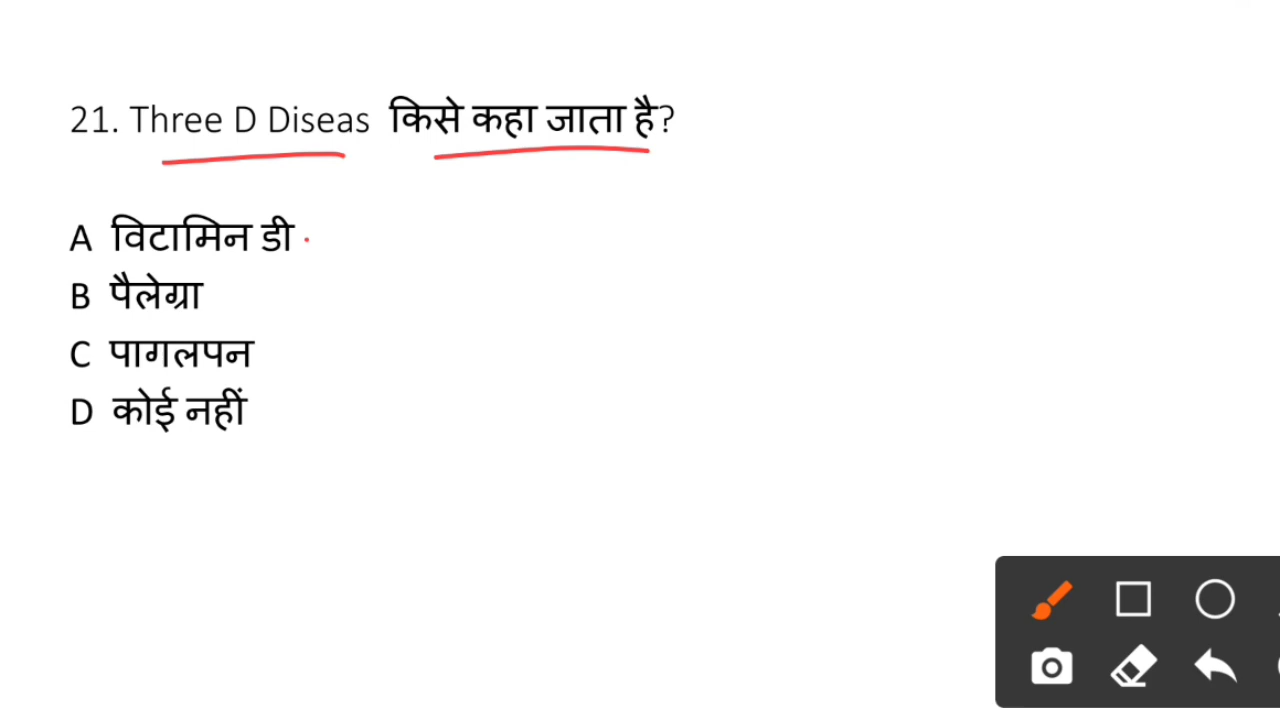 21. Three D Diseas किसे कहा जाता है?
A विटामिन डी
B पैलेग्रा
C पागलपन
D कोई नहीं